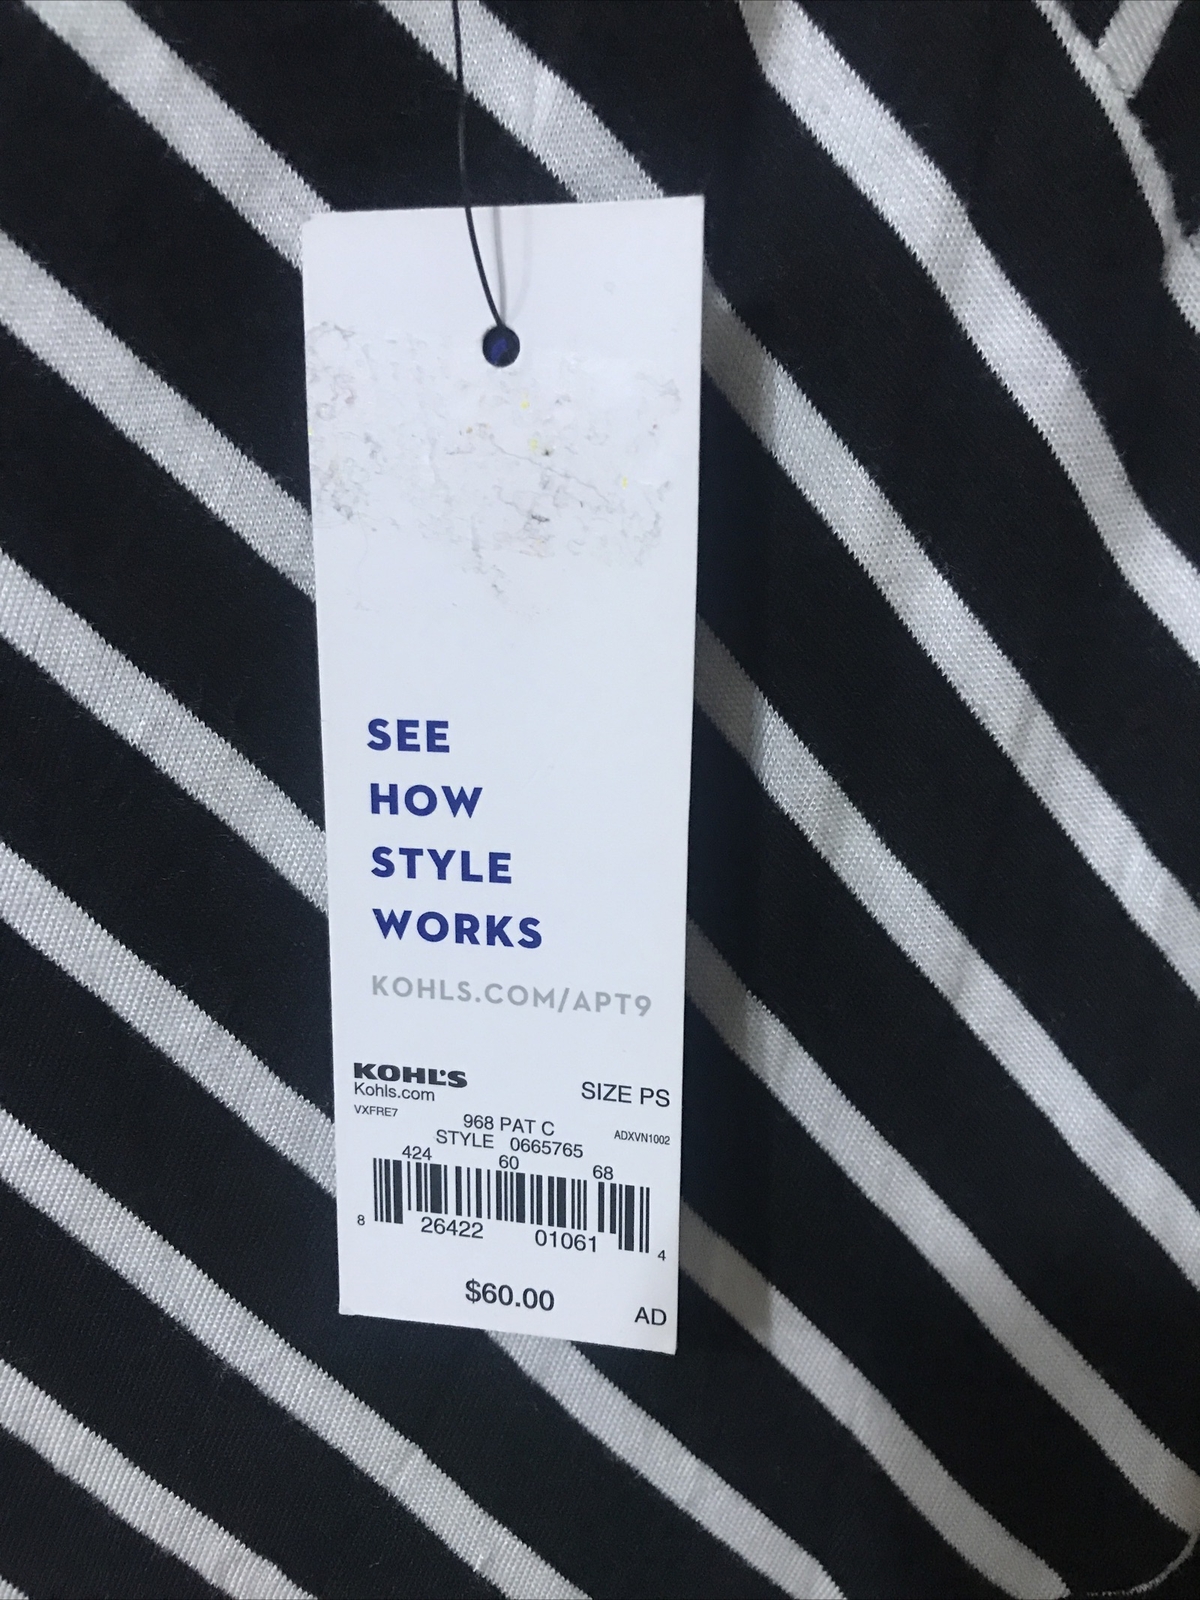 SEE
HOW
STYLE
WORKS
KOHLS.COM/APT9
KOHL'S
Kohls.com
SIZE PS
VXFRE7
968 PAT C
ADXVN1002
STYLE 0665765
424 60 68
8 26422 01061 4
$60.00
AD